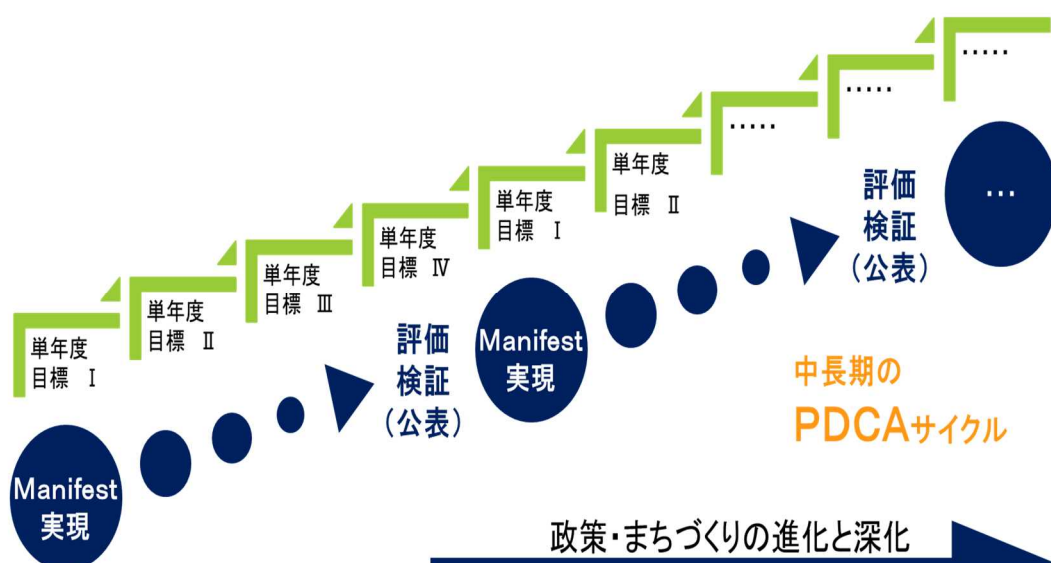 単年度
目標 Ⅰ
単年度
目標 Ⅱ
単年度
目標 Ⅲ
単年度
目標 Ⅳ
単年度
目標 Ⅰ
単年度
目標 Ⅱ
‥‥‥
‥‥‥
‥‥‥
Manifest
実現
評価
検証
（公表）
Manifest
実現
評価
検証
（公表）
…
中長期の
PDCAサイクル
政策・まちづくりの進化と深化